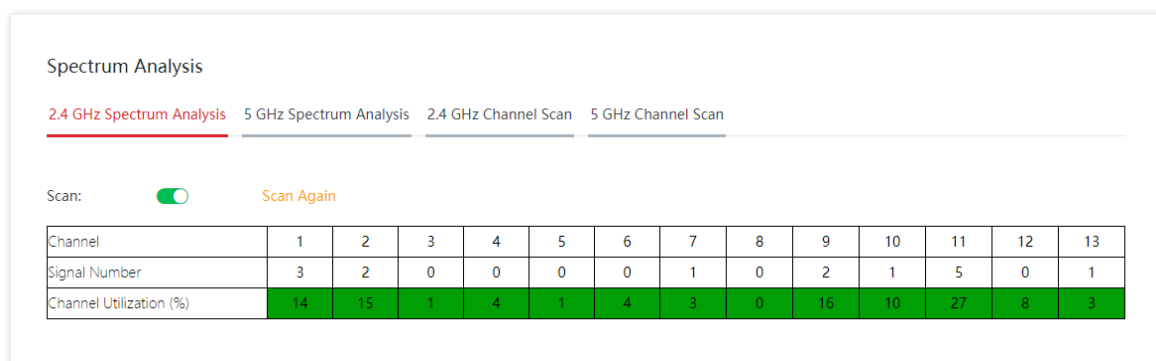 Spectrum Analysis
2.4 GHz Spectrum Analysis 5 GHz Spectrum Analysis 2.4 GHz Channel Scan 5 GHz Channel Scan
Scan: Scan Again
Channel 1 2 3 4 5 6 7 8 9 10 11 12 13
Signal Number 3 2 0 0 0 0 1 0 2 1 5 0 1
Channel Utilization (%) 14 15 1 4 1 4 3 0 16 10 27 8 3